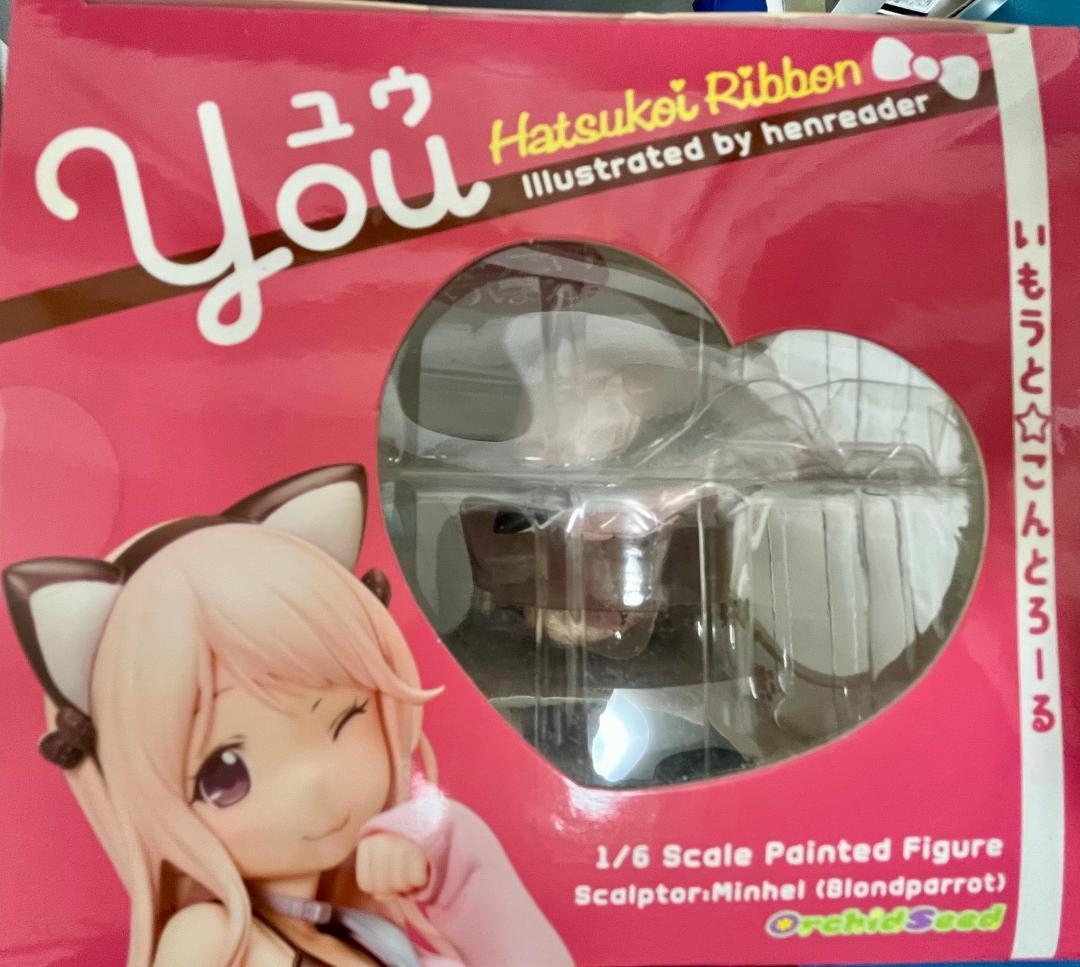 ユウ
You
Hatsukoi Ribbon
Illustrated by henreader
いもうと☆こんとろーる
1/6 Scale Painted Figure
Scalptor:Minhel (Blondparrot)
OrchidSeed